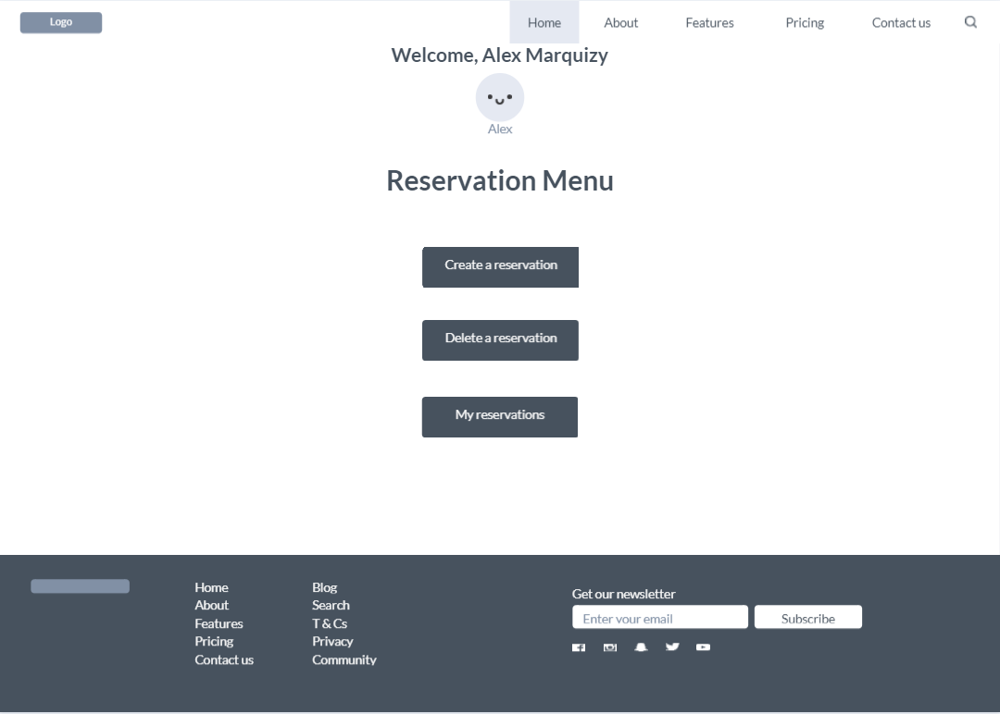 Logo
Home
About
Features
Pricing
Contact us
Welcome, Alex Marquizy
Alex
Reservation Menu
Create a reservation
Delete a reservation
My reservations
Home
About
Features
Pricing
Contact us
Blog
Search
T & Cs
Privacy
Community
Get our newsletter
Enter your email
Subscribe